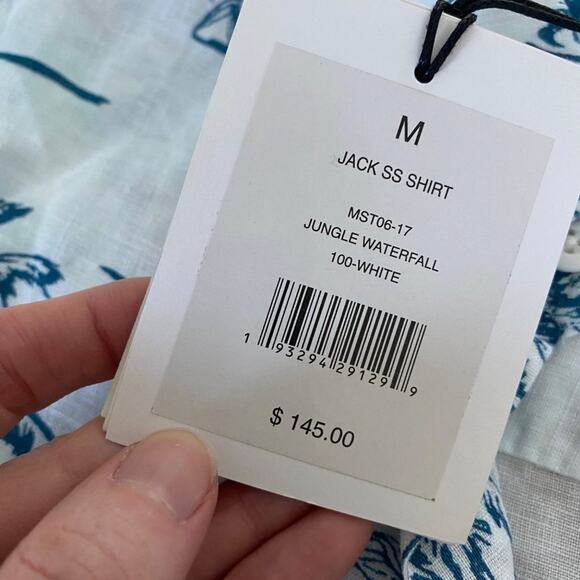 M
JACK SS SHIRT
MST06-17
JUNGLE WATERFALL
100-WHITE
1 93294 29129 9
$ 145.00